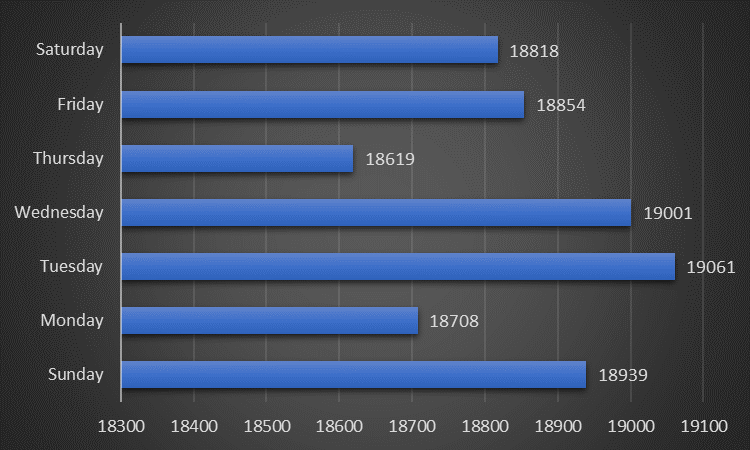 Saturday 18818
Friday 18854
Thursday 18619
Wednesday 19001
Tuesday 19061
Monday 18708
Sunday 18939
18300 18400 18500 18600 18700 18800 18900 19000 19100